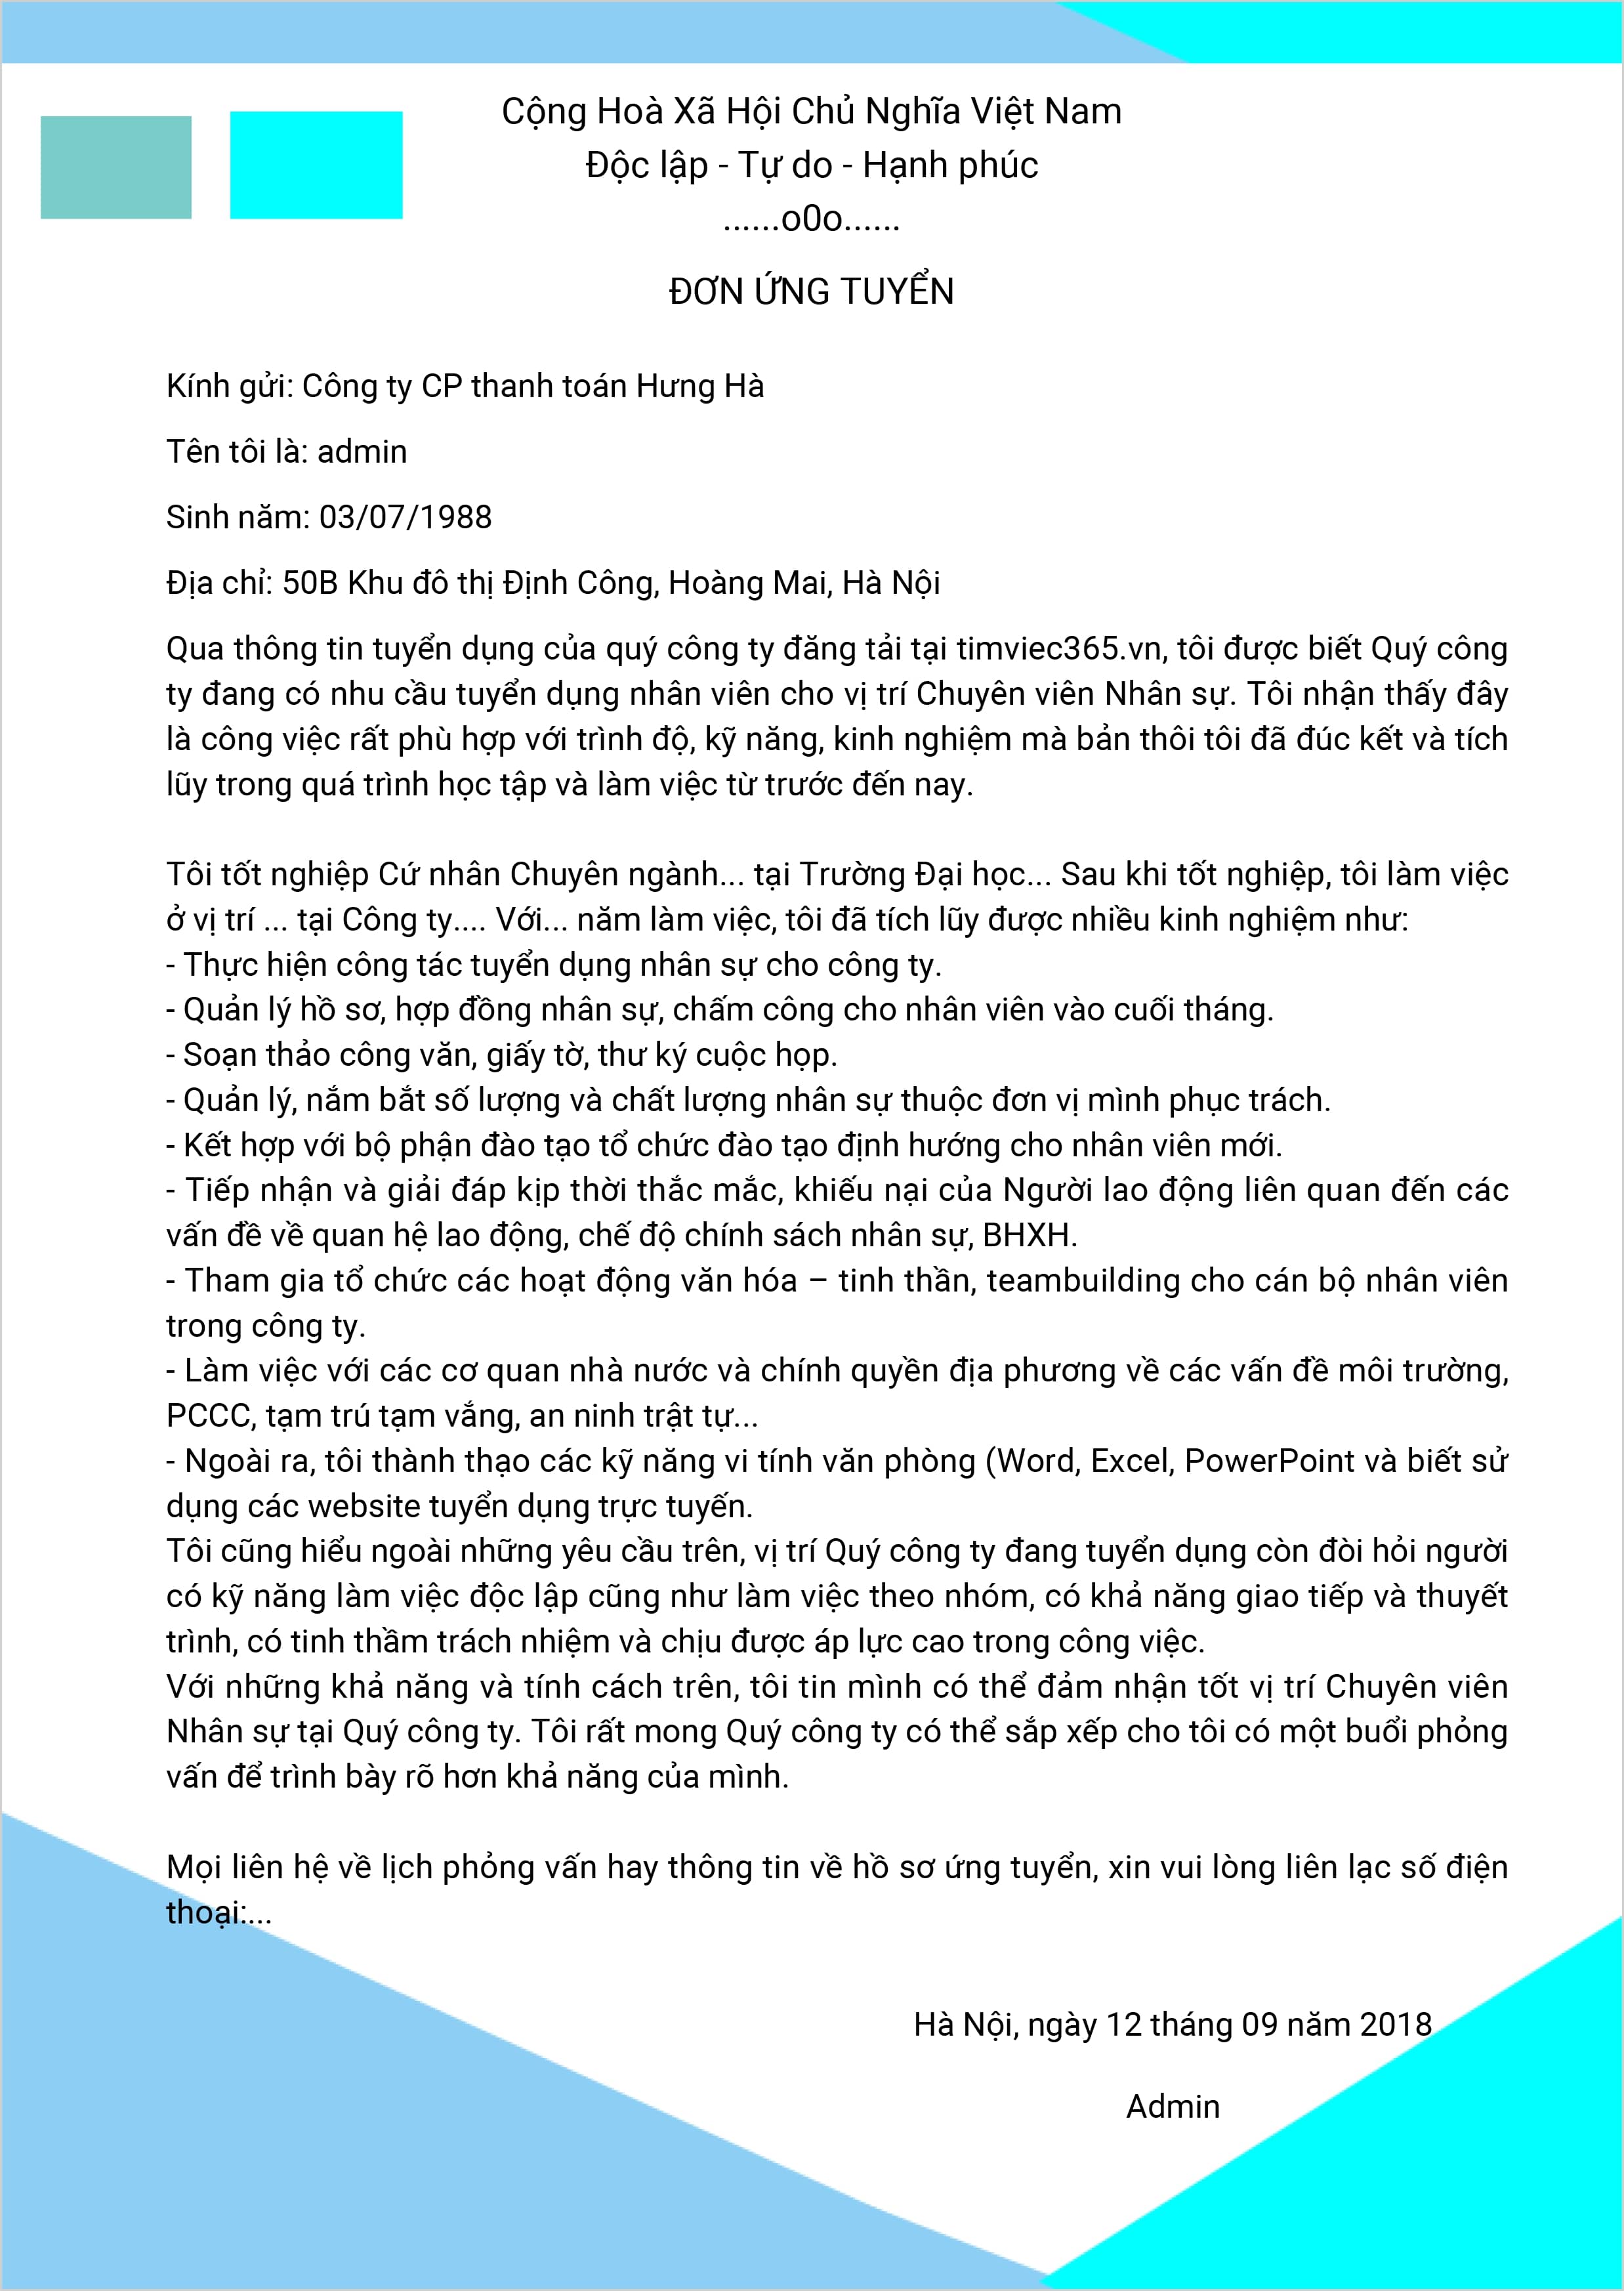 Cộng Hoà Xã Hội Chủ Nghĩa Việt Nam
Độc lập - Tự do - Hạnh phúc
......o0o......
ĐƠN ỨNG TUYỂN
Kính gửi: Công ty CP thanh toán Hưng Hà
Tên tôi là: admin
Sinh năm: 03/07/1988
Địa chỉ: 50B Khu đô thị Định Công, Hoàng Mai, Hà Nội
Qua thông tin tuyển dụng của quý công ty đăng tải tại timviec365.vn, tôi được biết Quý công
ty đang có nhu cầu tuyển dụng nhân viên cho vị trí Chuyên viên Nhân sự. Tôi nhận thấy đây
là công việc rất phù hợp với trình độ, kỹ năng, kinh nghiệm mà bản thôi tôi đã đúc kết và tích
lũy trong quá trình học tập và làm việc từ trước đến nay.
Tôi tốt nghiệp Cứ nhân Chuyên ngành... tại Trường Đại học... Sau khi tốt nghiệp, tôi làm việc
ở vị trí ... tại Công ty.... Với... năm làm việc, tôi đã tích lũy được nhiều kinh nghiệm như:
- Thực hiện công tác tuyển dụng nhân sự cho công ty.
- Quản lý hồ sơ, hợp đồng nhân sự, chấm công cho nhân viên vào cuối tháng.
- Soạn thảo công văn, giấy tờ, thư ký cuộc họp.
- Quản lý, nắm bắt số lượng và chất lượng nhân sự thuộc đơn vị mình phục trách.
- Kết hợp với bộ phận đào tạo tổ chức đào tạo định hướng cho nhân viên mới.
- Tiếp nhận và giải đáp kịp thời thắc mắc, khiếu nại của Người lao động liên quan đến các
vấn đề về quan hệ lao động, chế độ chính sách nhân sự, BHXH.
- Tham gia tổ chức các hoạt động văn hóa – tinh thần, teambuilding cho cán bộ nhân viên
trong công ty.
- Làm việc với các cơ quan nhà nước và chính quyền địa phương về các vấn đề môi trường,
PCCC, tạm trú tạm vắng, an ninh trật tự...
- Ngoài ra, tôi thành thạo các kỹ năng vi tính văn phòng (Word, Excel, PowerPoint và biết sử
dụng các website tuyển dụng trực tuyến.
Tôi cũng hiểu ngoài những yêu cầu trên, vị trí Quý công ty đang tuyển dụng còn đòi hỏi người
có kỹ năng làm việc độc lập cũng như làm việc theo nhóm, có khả năng giao tiếp và thuyết
trình, có tinh thầm trách nhiệm và chịu được áp lực cao trong công việc.
Với những khả năng và tính cách trên, tôi tin mình có thể đảm nhận tốt vị trí Chuyên viên
Nhân sự tại Quý công ty. Tôi rất mong Quý công ty có thể sắp xếp cho tôi có một buổi phỏng
vấn để trình bày rõ hơn khả năng của mình.
Mọi liên hệ về lịch phỏng vấn hay thông tin về hồ sơ ứng tuyển, xin vui lòng liên lạc số điện
thoại:...
Hà Nội, ngày 12 tháng 09 năm 2018
Admin